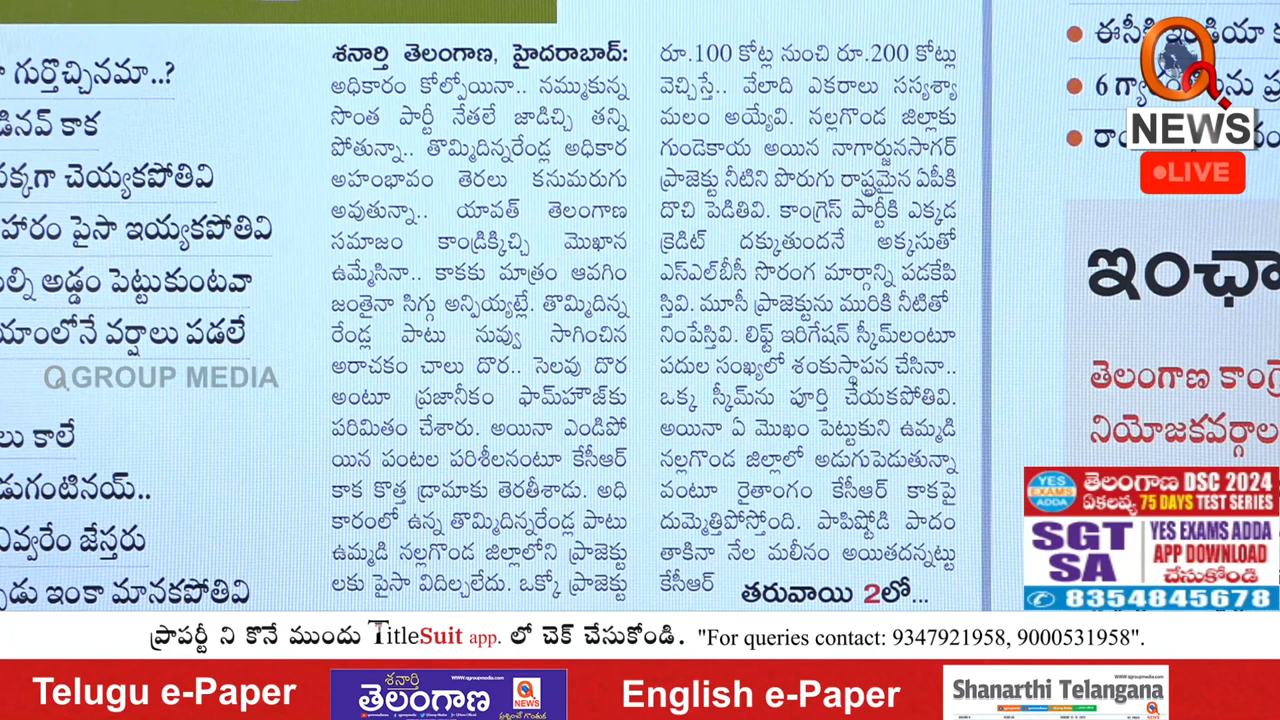 గుర్తొచ్చినమా..?
డినవ్ కాక
పక్కగా చెయ్యకపోతివి
హారం పైసా ఇయ్యకపోతివి
ల్ని అడ్డం పెట్టుకుంటవా
యాంలోనే వర్షాలు పడలే
QGROUP MEDIA
లు కాలే
డుగంటినయ్..
నివ్వరేం జేస్తరు
ప్పడు ఇంకా మానకపోతివి
శనార్తి తెలంగాణ, హైదరాబాద్:
అధికారం కోల్పోయినా.. నమ్ముకున్న
సొంత పార్టీ నేతలే జాడిచ్చి తన్ని
పోతున్నా.. తొమ్మిదిన్నరేండ్ల అధికార
అహంభావం తెరలు కనుమరుగు
అవుతున్నా.. యావత్ తెలంగాణ
సమాజం కాండ్రిక్కిచ్చి మొఖాన
ఉమ్మేసినా.. కాకకు మాత్రం ఆవగిం
జంతైనా సిగ్గు అన్పియ్యట్లే. తొమ్మిదిన్న
రేండ్ల పాటు నువ్వు సాగించిన
అరాచకం చాలు దొర.. సెలవు దొర
అంటూ ప్రజానీకం ఫామ్‌హౌజ్‌కు
పరిమితం చేశారు. అయినా ఎండిపో
యిన పంటల పరిశీలనంటూ కేసీఆర్
కాక కొత్త డ్రామాకు తెరతీశాడు. అధి
కారంలో ఉన్న తొమ్మిదిన్నరేండ్ల పాటు
ఉమ్మడి నల్లగొండ జిల్లాలోని ప్రాజెక్టు
లకు పైసా విదిల్చలేదు. ఒక్కో ప్రాజెక్టు
రూ.100 కోట్ల నుంచి రూ.200 కోట్లు
వెచ్చిస్తే.. వేలాది ఎకరాలు సస్యశ్యా
మలం అయ్యేవి. నల్లగొండ జిల్లాకు
గుండెకాయ అయిన నాగార్జునసాగర్
ప్రాజెక్టు నీటిని పొరుగు రాష్ట్రమైన ఏపీకి
దొచి పెడితివి. కాంగ్రెస్ పార్టీకి ఎక్కడ
క్రెడిట్ దక్కుతుందనే అక్కసుతో
ఎస్ఎల్‌బీసీ సొరంగ మార్గాన్ని పడకేపి
స్తివి. మూసీ ప్రాజెక్టును మురికి నీటితో
నింపేస్తివి. లిఫ్ట్ ఇరిగేషన్ స్కీమ్‌లంటూ
పదుల సంఖ్యలో శంకుస్థాపన చేసినా..
ఒక్క స్కీమ్‌ను పూర్తి చేయకపోతివి.
అయినా ఏ మొఖం పెట్టుకుని ఉమ్మడి
నల్లగొండ జిల్లాలో అడుగుపెడుతున్నా
వంటూ రైతాంగం కేసీఆర్ కాకపై
దుమ్మెత్తిపోస్తోంది. పాపిష్టోడి పాదం
తాకినా నేల మలీనం అయితదన్నట్టు
కేసీఆర్ తరువాయి 2లో...
ఈసీకి ఇండియా
6
ఇంఛా
తెలంగాణ కాంగ్రె
నియోజకవర్గాల
Q NEWS
LIVE
YES EXAMS ADDA
తెలంగాణ DSC 2024
ఏకలవ్య 75 DAYS TEST SERIES
SGT SA
YES EXAMS ADDA
APP DOWNLOAD
చేసుకోండి
8354845678
ప్రాపర్టీ ని కొనే ముందు TitleSuit app. లో చెక్ చేసుకోండి. "For queries contact: 9347921958, 9000531958".
Telugu e-Paper
శనార్తి
తెలంగాణ
Q NEWS
English e-Paper
Shanarthi Telangana